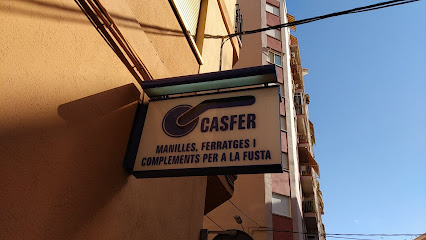 CASFER
MANILLES, FERRATGES I
COMPLEMENTS PER A LA FUSTA